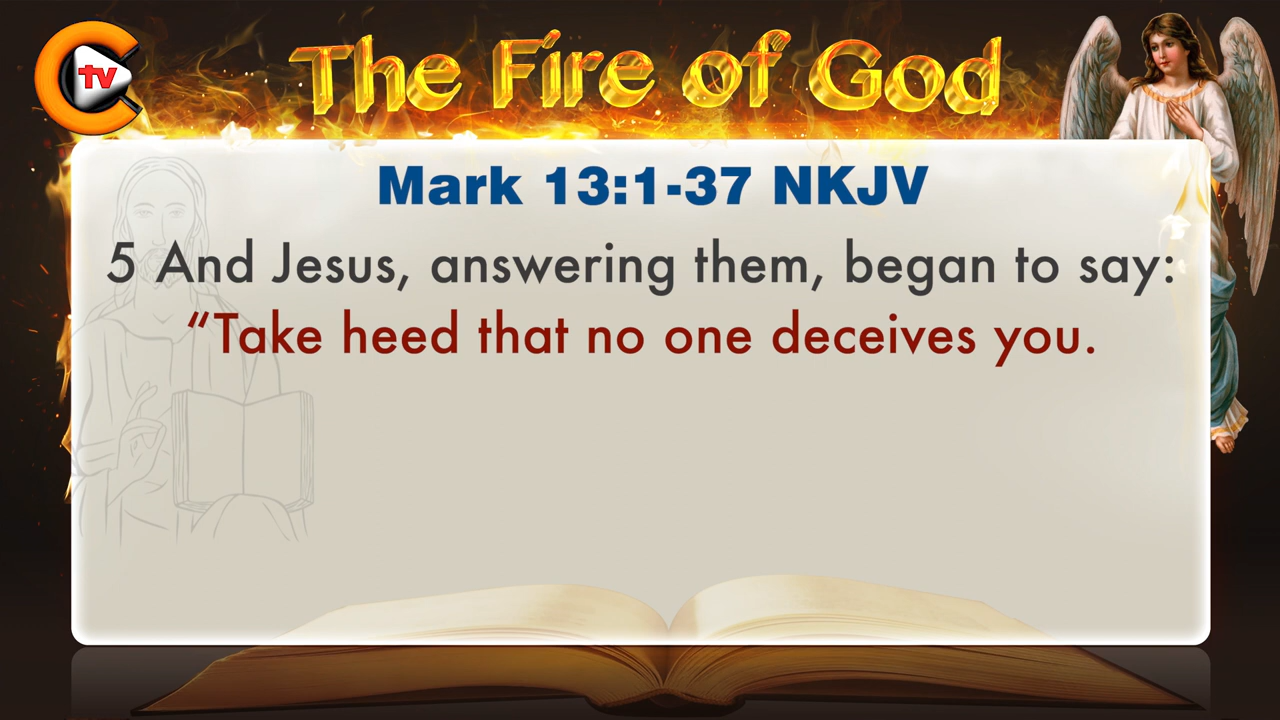 tv
The Fire of God
Mark 13:1-37 NKJV
5 And Jesus, answering them, began to say:
“Take heed that no one deceives you.